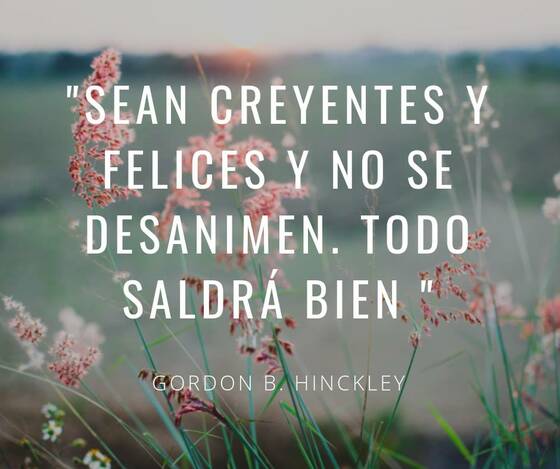 "SEAN CREYENTES Y
FELICES Y NO SE
DESANIMEN. TODO
SALDRÁ BIEN "
GORDON B. HINCKLEY